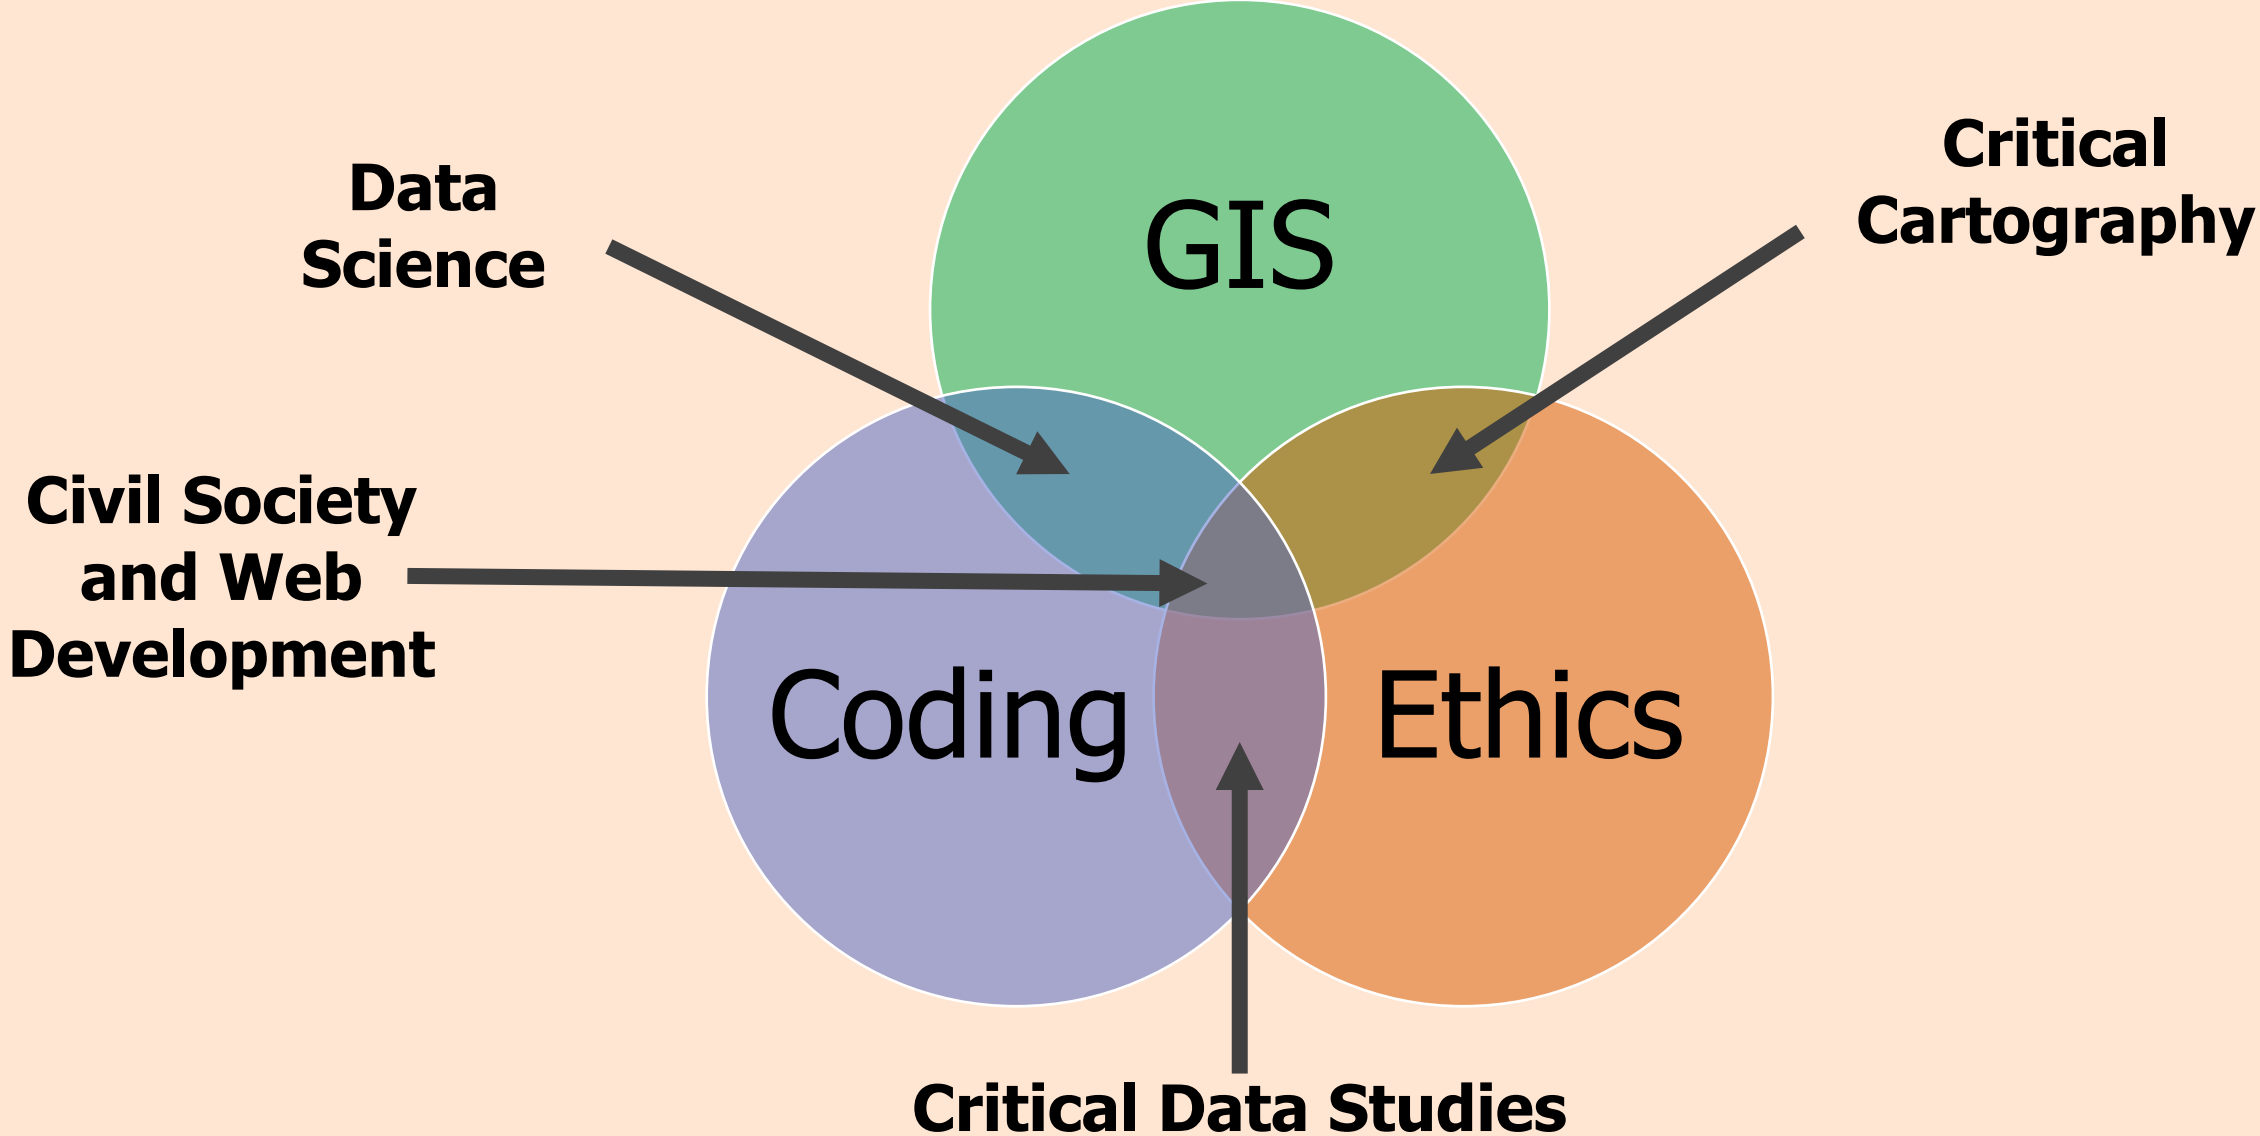 GIS
Critical
Cartography
Data
Science
Civil Society
and Web
Development
Coding
Ethics
Critical Data Studies